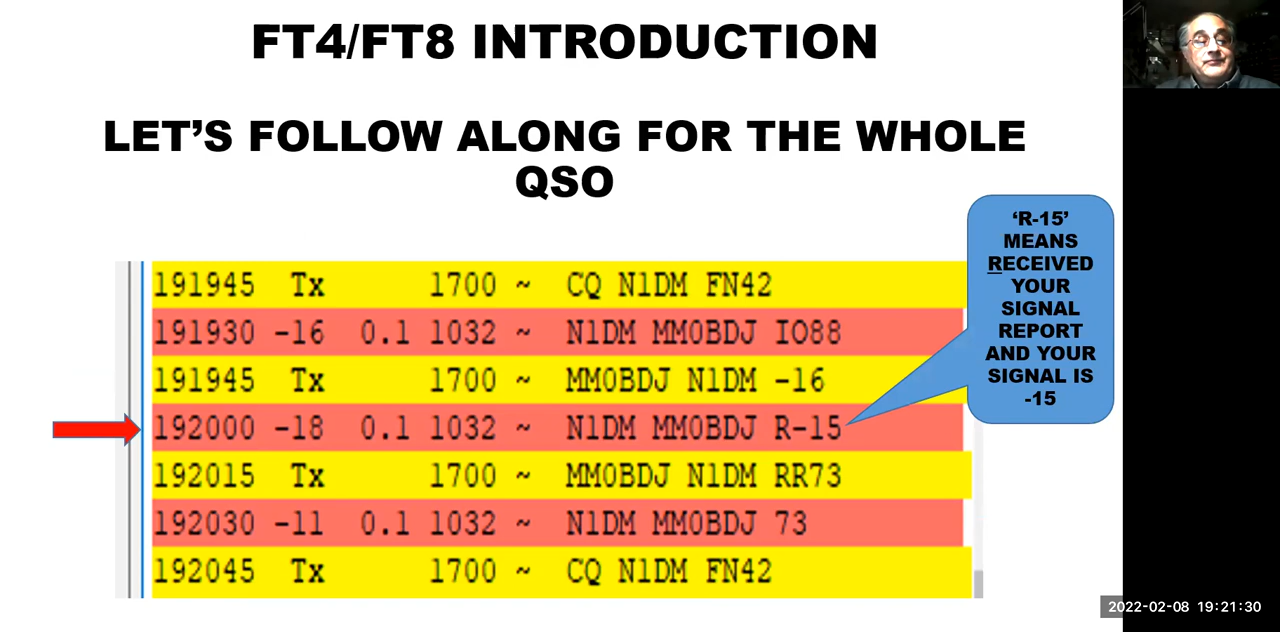 FT4/FT8 INTRODUCTION
LET'S FOLLOW ALONG FOR THE WHOLE
QSO
191945 Tx 1700 ~ CQ N1DM FN42
191930 -16 0.1 1032 ~ N1DM MM0BDJ IO88
191945 Tx 1700 ~ MM0BDJ N1DM -16
192000 -18 0.1 1032 ~ N1DM MM0BDJ R-15
192015 Tx 1700 ~ MM0BDJ N1DM RR73
192030 -11 0.1 1032 ~ N1DM MM0BDJ 73
192045 Tx 1700 ~ CQ N1DM FN42
‘R-15’
MEANS
RECEIVED
YOUR
SIGNAL
REPORT
AND YOUR
SIGNAL IS
-15
2022-02-08 19:21:30